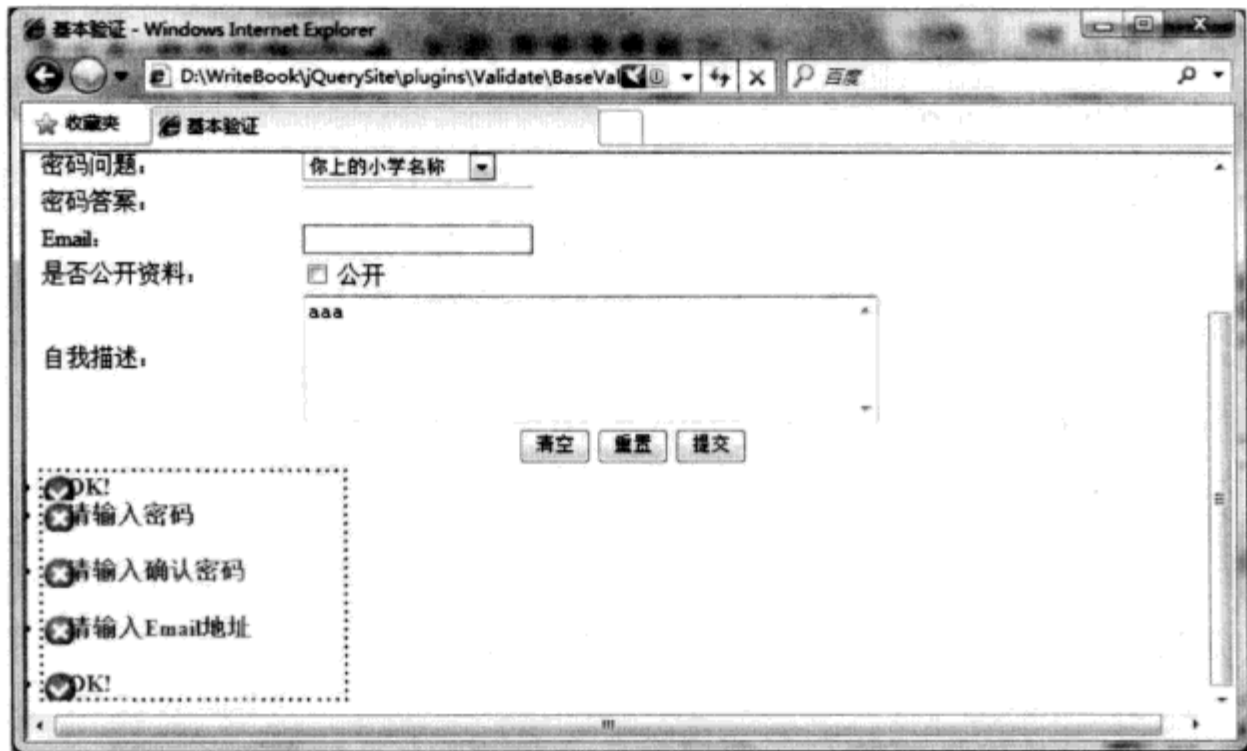 基本验证 - Windows Internet Explorer
D:\WriteBook\jQuerySite\plugins\Validate\BaseVal
百度
收藏夹
基本验证
密码问题：
你上的小学名称
密码答案：
Email：
是否公开资料：
公开
aaa
自我描述：
清空
重置
提交
OK!
请输入密码
请输入确认密码
请输入Email地址
OK!